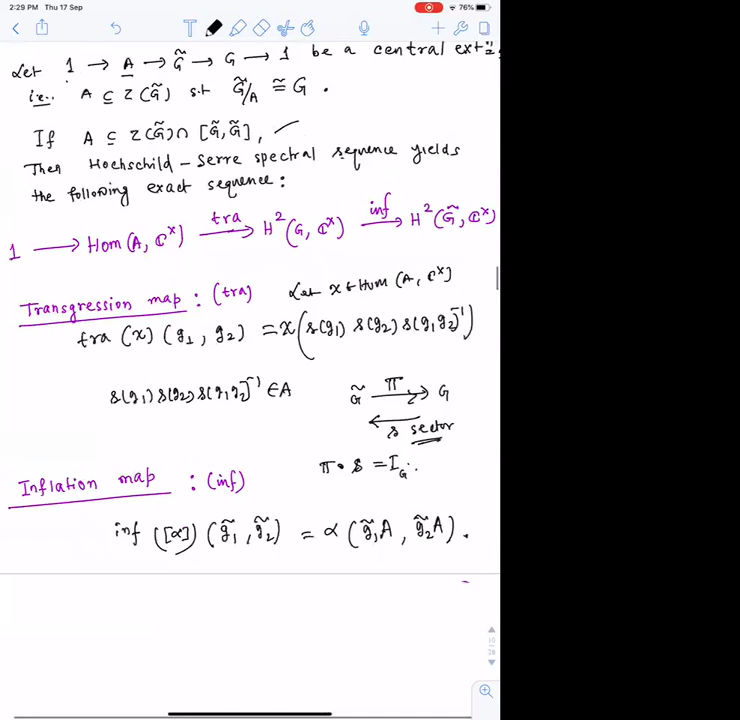 2:29 PM Thu 17 Sep
76%
Let 1 → A → G̃ → G → 1 be a central ext
i.e. A ⊆ Z(G̃) s.t G̃/A ≅ G .
If A ⊆ Z(G̃) ∩ [G̃, G̃],
Then Hochschild - Serre spectral sequence yields
the following exact sequence :
1 → Hom (A, ℂ^x) →^tra H²(G, ℂ^x) →^inf H²(G̃, ℂ^x)
Transgression map : (tra) Let χ ∈ Hom (A, ℂ^x)
tra (χ) (g₁, g₂) = χ(s(g₁) s(g₂) s(g₁g₂)⁻¹)
s(g₁) s(g₂) s(g₁g₂)⁻¹ ∈ A
G̃ →^π G
← s sector
π · s = I_G .
Inflation map : (inf)
inf ([α]) (g̃₁, g̃₂) = α (g̃₁A, g̃₂A) .